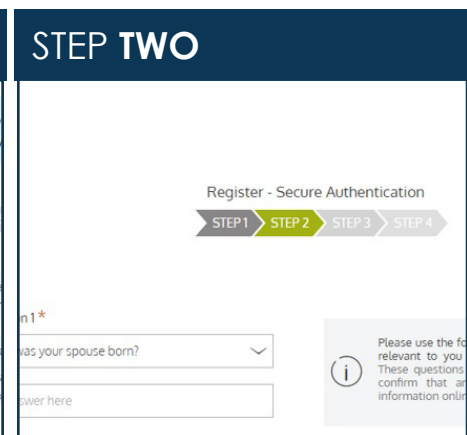 STEP TWO
Register - Secure Authentication
STEP 1 STEP 2 STEP 3 STEP 4
n 1*
was your spouse born?
swer here
Please use the fo
relevant to you
These questions
confirm that an
information onlin